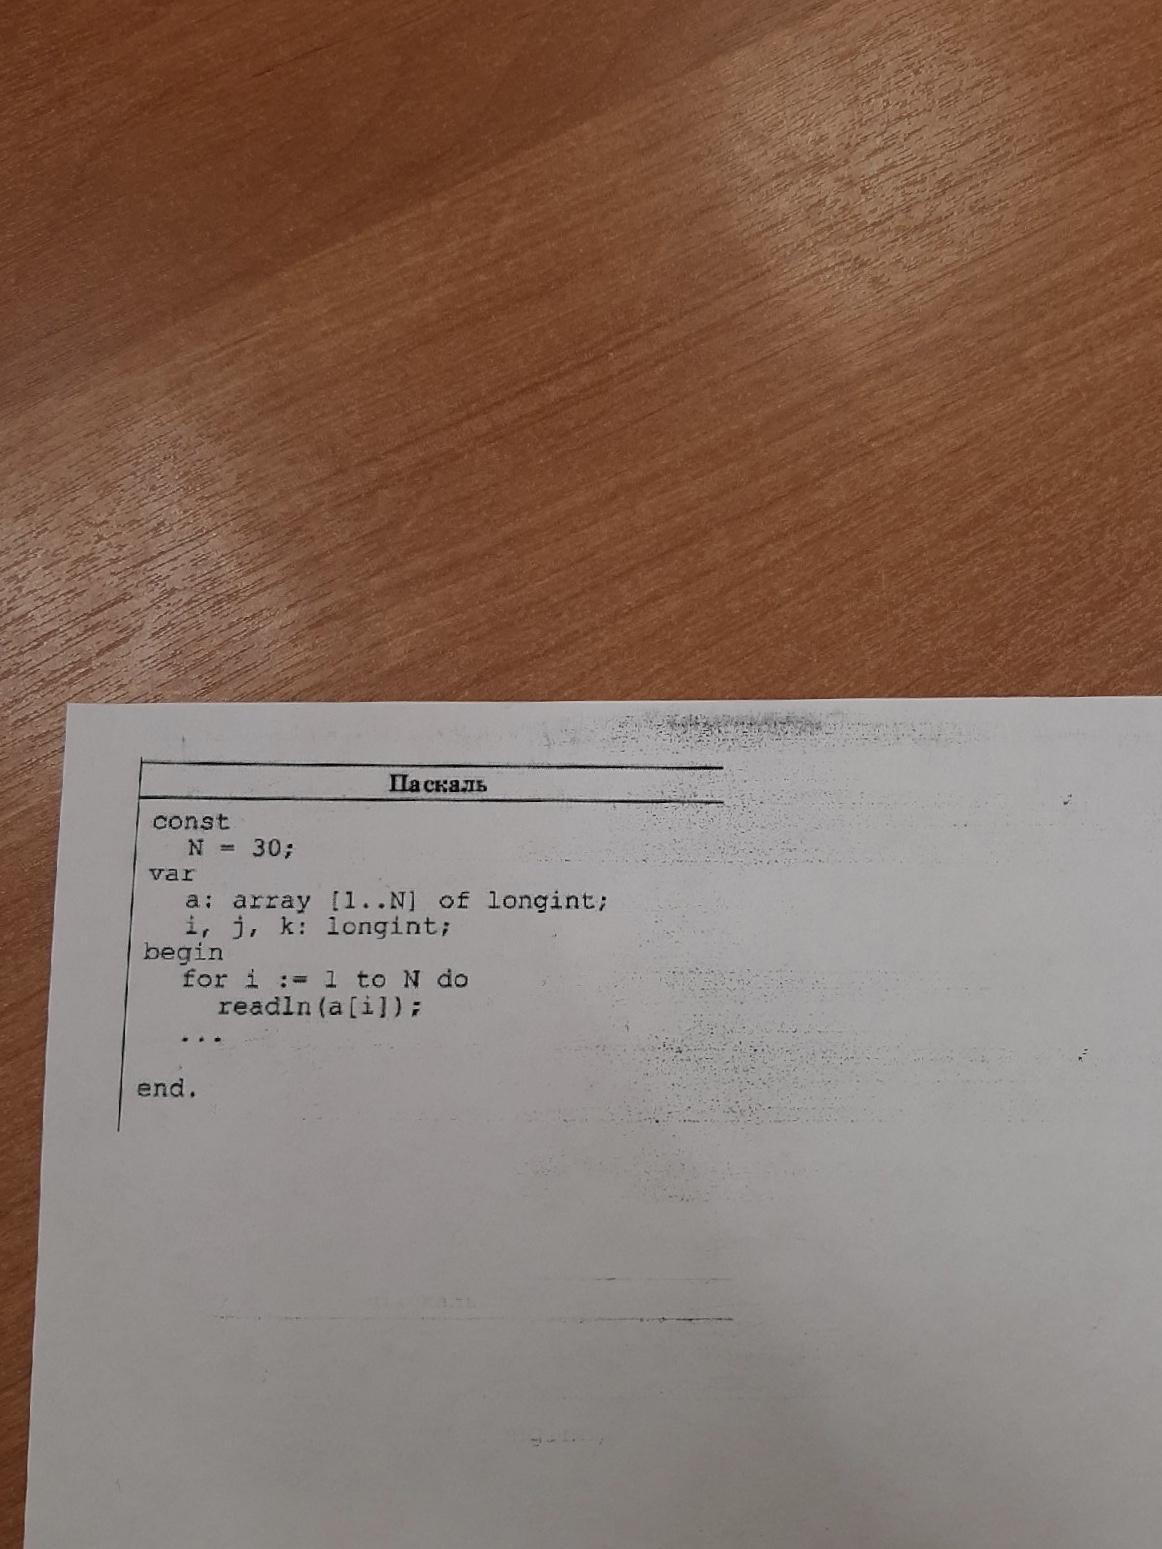 Паскаль
const
N = 30;
var
a: array [1..N] of longint;
i, j, k: longint;
begin
for i := 1 to N do
readln(a[i]);
...
end.